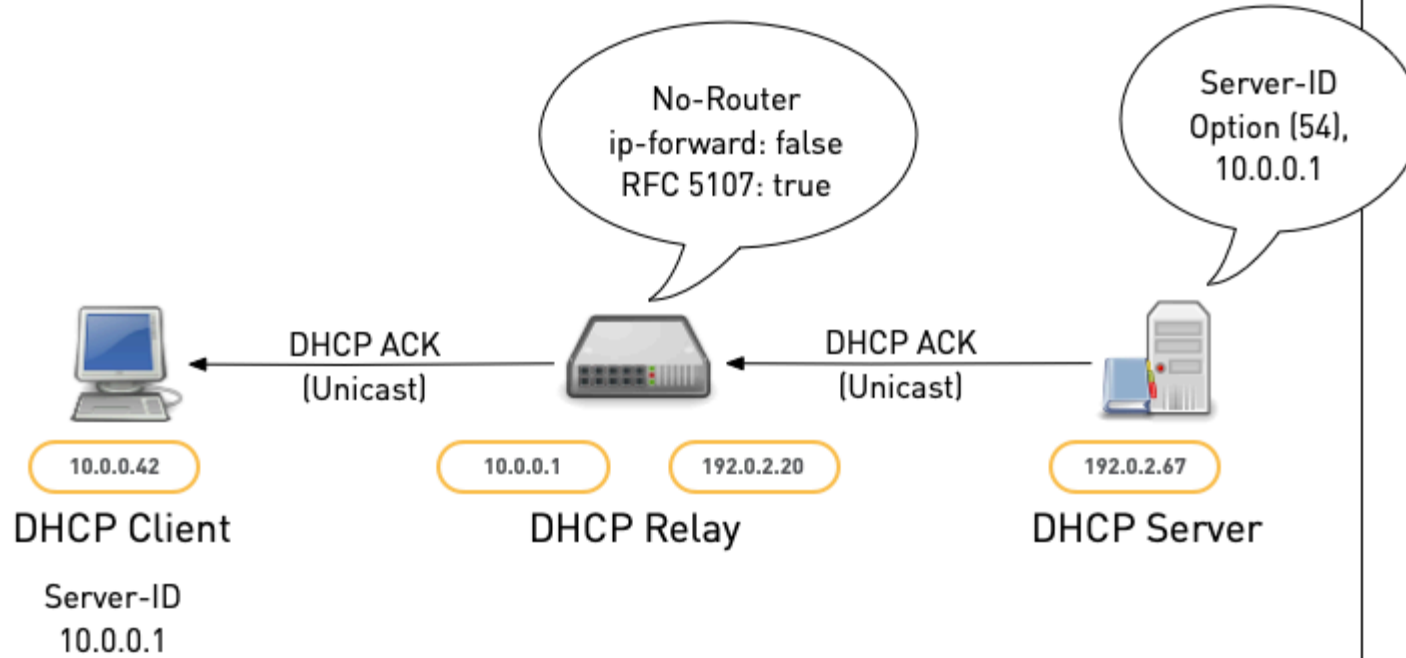 No-Router
ip-forward: false
RFC 5107: true
Server-ID
Option (54),
10.0.0.1
DHCP ACK
(Unicast)
DHCP ACK
(Unicast)
10.0.0.42
10.0.0.1
192.0.2.20
192.0.2.67
DHCP Client
DHCP Relay
DHCP Server
Server-ID
10.0.0.1